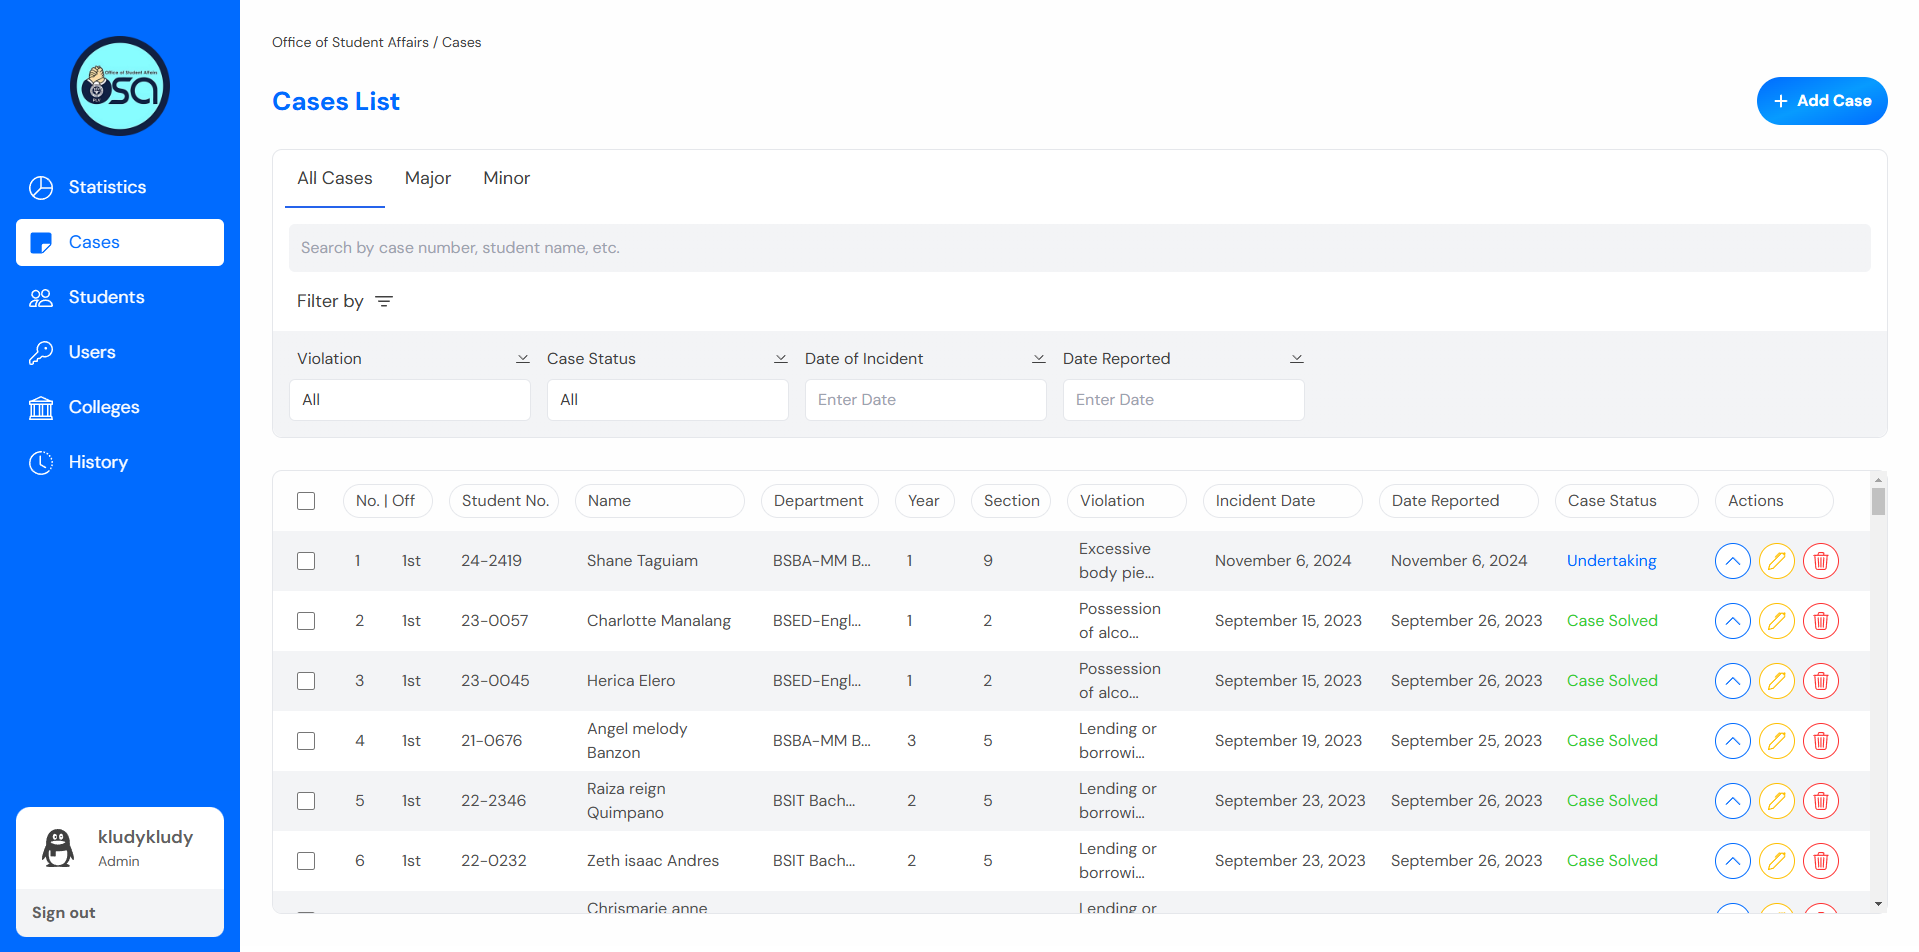 Office of Student Affairs
osa
Statistics
Cases
Students
Users
Colleges
History
kludykludy
Admin
Sign out
Office of Student Affairs / Cases
Cases List
+ Add Case
All Cases Major Minor
Search by case number, student name, etc.
Filter by
Violation Case Status Date of Incident Date Reported
All All Enter Date Enter Date
No. | Off Student No. Name Department Year Section Violation Incident Date Date Reported Case Status Actions
1 1st 24-2419 Shane Taguiam BSBA-MM B... 1 9 Excessive body pie... November 6, 2024 November 6, 2024 Undertaking
2 1st 23-0057 Charlotte Manalang BSED-Engl... 1 2 Possession of alco... September 15, 2023 September 26, 2023 Case Solved
3 1st 23-0045 Herica Elero BSED-Engl... 1 2 Possession of alco... September 15, 2023 September 26, 2023 Case Solved
4 1st 21-0676 Angel melody Banzon BSBA-MM B... 3 5 Lending or borrowi... September 19, 2023 September 25, 2023 Case Solved
5 1st 22-2346 Raiza reign Quimpano BSIT Bach... 2 5 Lending or borrowi... September 23, 2023 September 26, 2023 Case Solved
6 1st 22-0232 Zeth isaac Andres BSIT Bach... 2 5 Lending or borrowi... September 23, 2023 September 26, 2023 Case Solved
Chrismarie anne Lending or